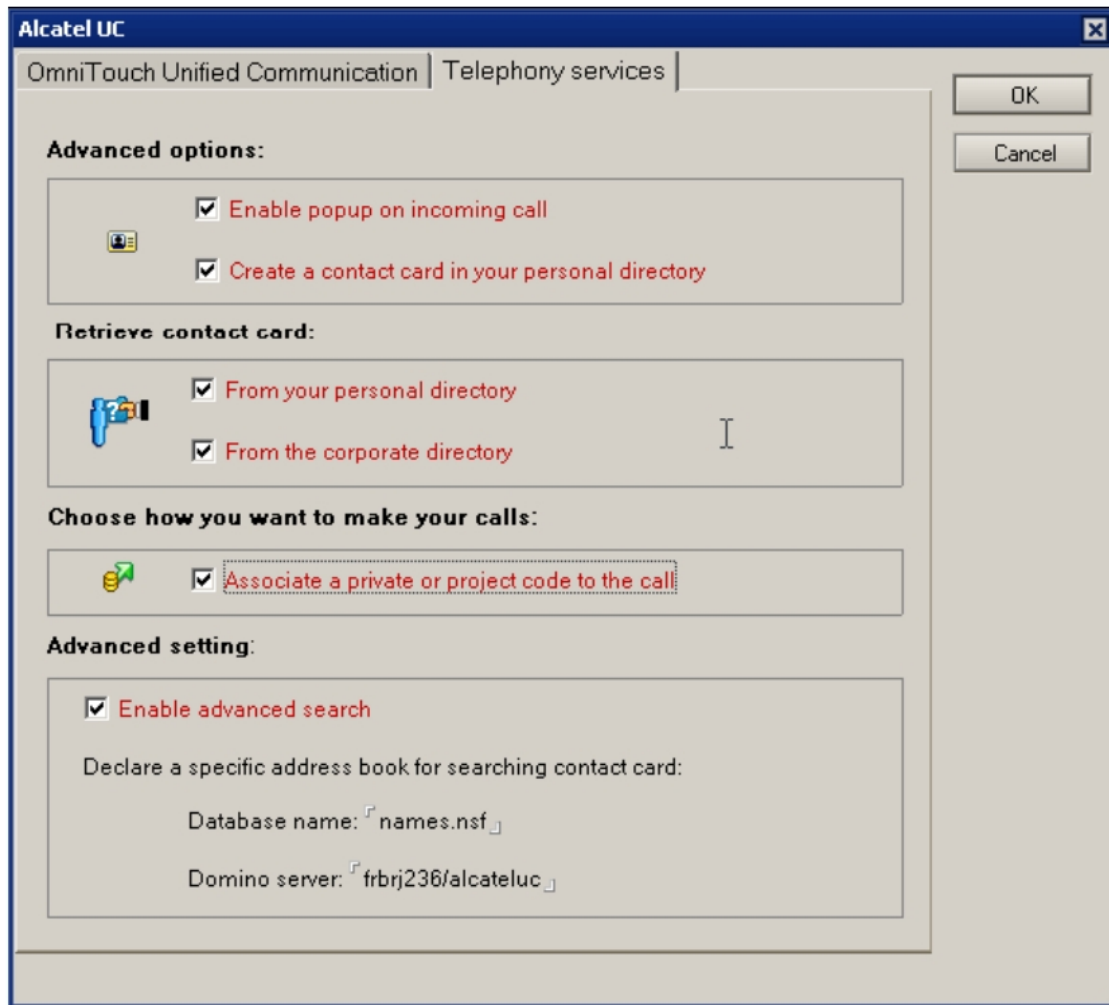 Alcatel UC
OmniTouch Unified Communication
Telephony services
OK
Cancel
Advanced options:
Enable popup on incoming call
Create a contact card in your personal directory
Retrieve contact card:
From your personal directory
From the corporate directory
Choose how you want to make your calls:
Associate a private or project code to the call
Advanced setting:
Enable advanced search
Declare a specific address book for searching contact card:
Database name: names.nsf
Domino server: frbrj236/alcateluc